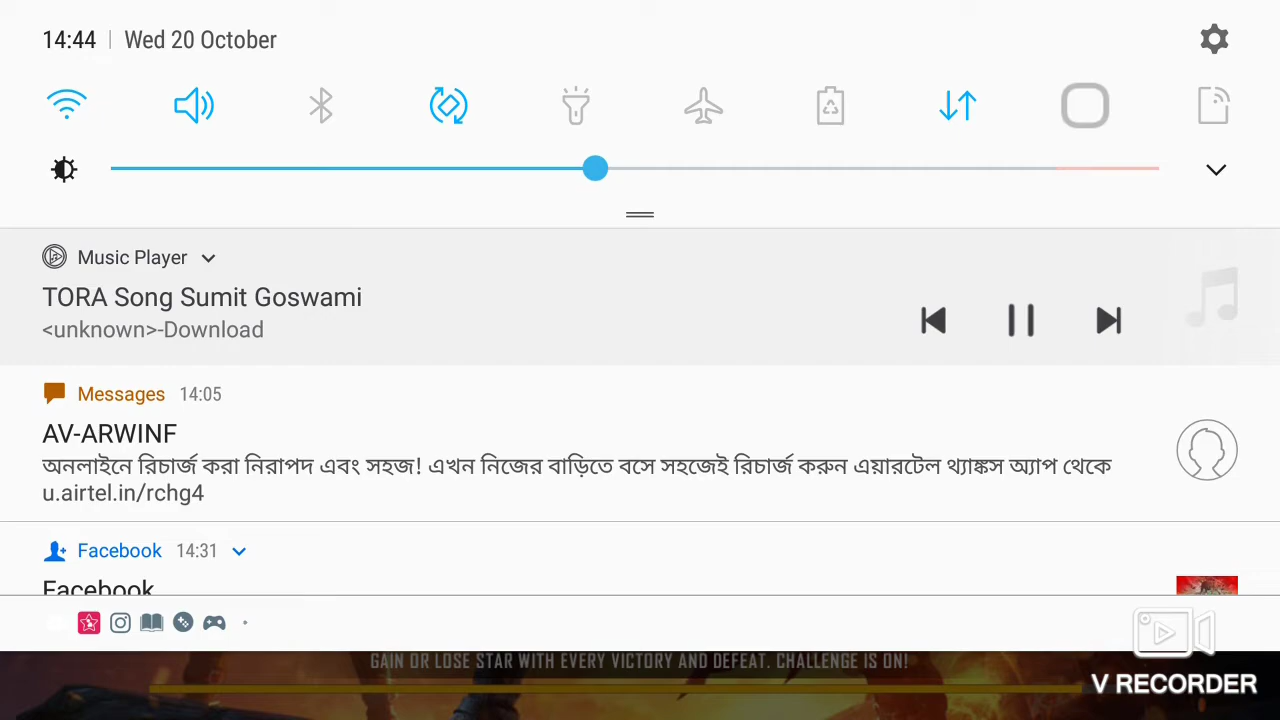 14:44 | Wed 20 October
Music Player
TORA Song Sumit Goswami
<unknown>-Download
Messages 14:05
AV-ARWINF
অনলাইনে রিচার্জ করা নিরাপদ এবং সহজ! এখন নিজের বাড়িতে বসে সহজেই রিচার্জ করুন এয়ারটেল থ্যাঙ্কস অ্যাপ থেকে
u.airtel.in/rchg4
Facebook 14:31
Facebook
GAIN OR LOSE STAR WITH EVERY VICTORY AND DEFEAT. CHALLENGE IS ON!
V RECORDER